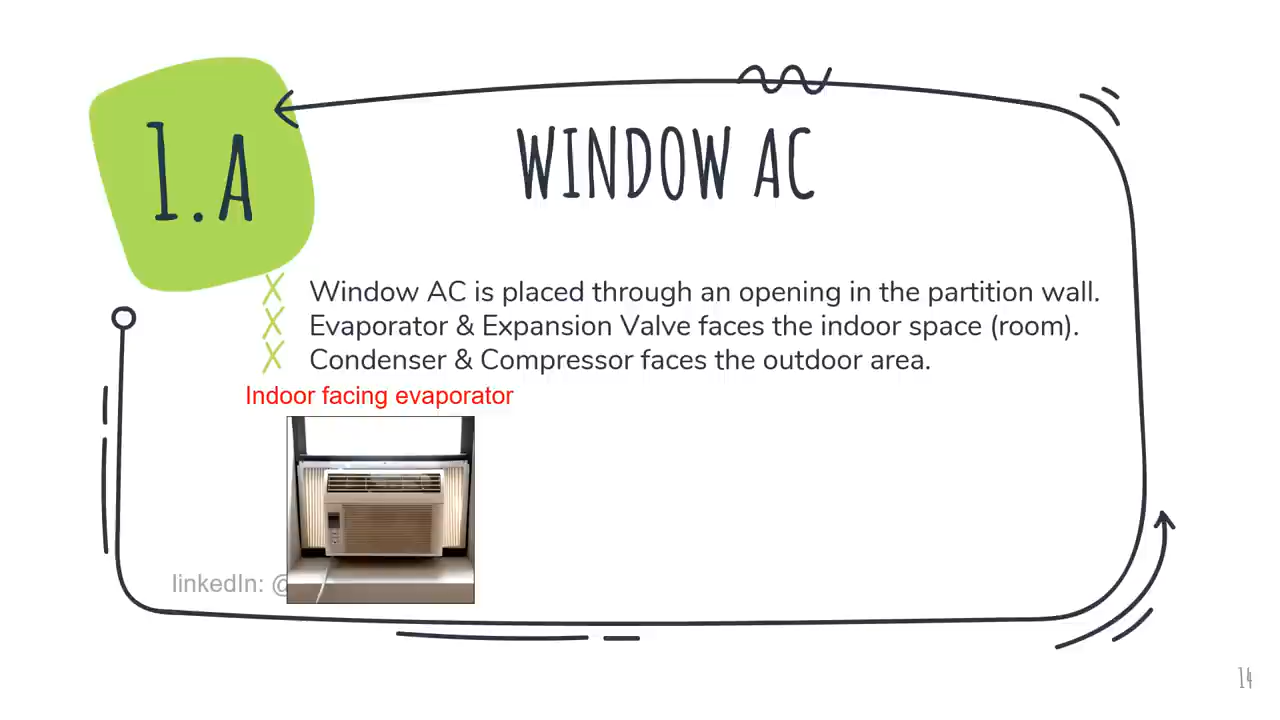 1.A
WINDOW AC
Window AC is placed through an opening in the partition wall.
Evaporator & Expansion Valve faces the indoor space (room).
Condenser & Compressor faces the outdoor area.
Indoor facing evaporator
linkedIn: @
14